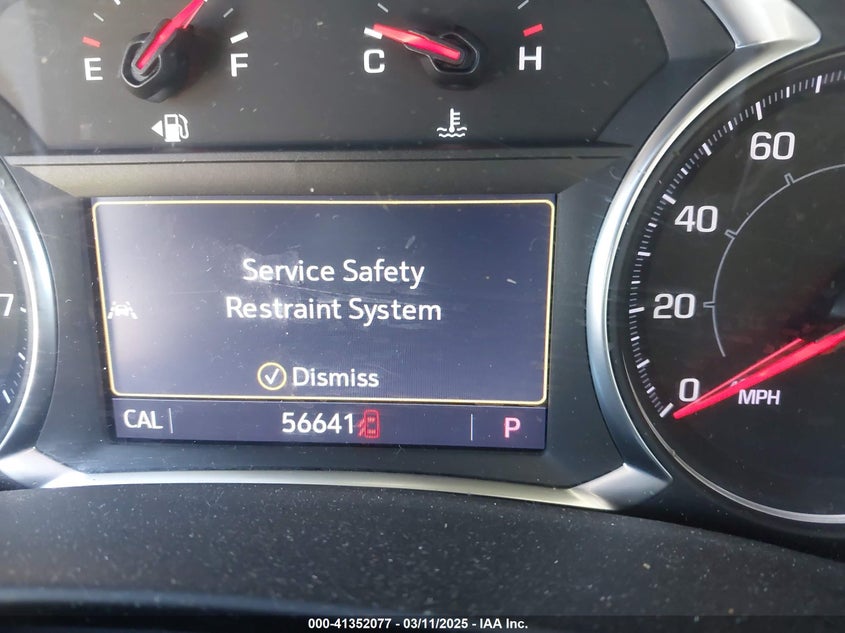 E F C H
60
40
20
0
MPH
7
Service Safety
Restraint System
Dismiss
CAL 56641 P
000-41352077 - 03/11/2025 - IAA Inc.